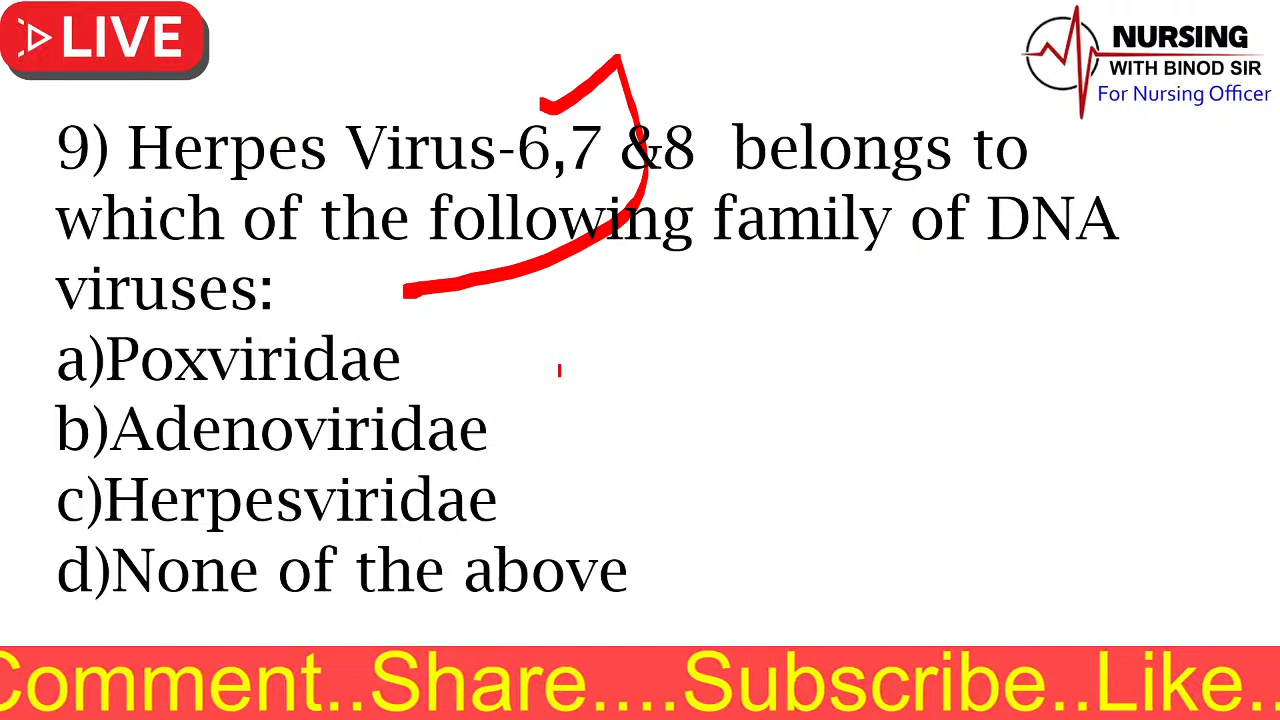 LIVE
NURSING
WITH BINOD SIR
For Nursing Officer
9) Herpes Virus-6,7 &8 belongs to
which of the following family of DNA
viruses:
a)Poxviridae
b)Adenoviridae
c)Herpesviridae
d)None of the above
Comment..Share....Subscribe..Like..